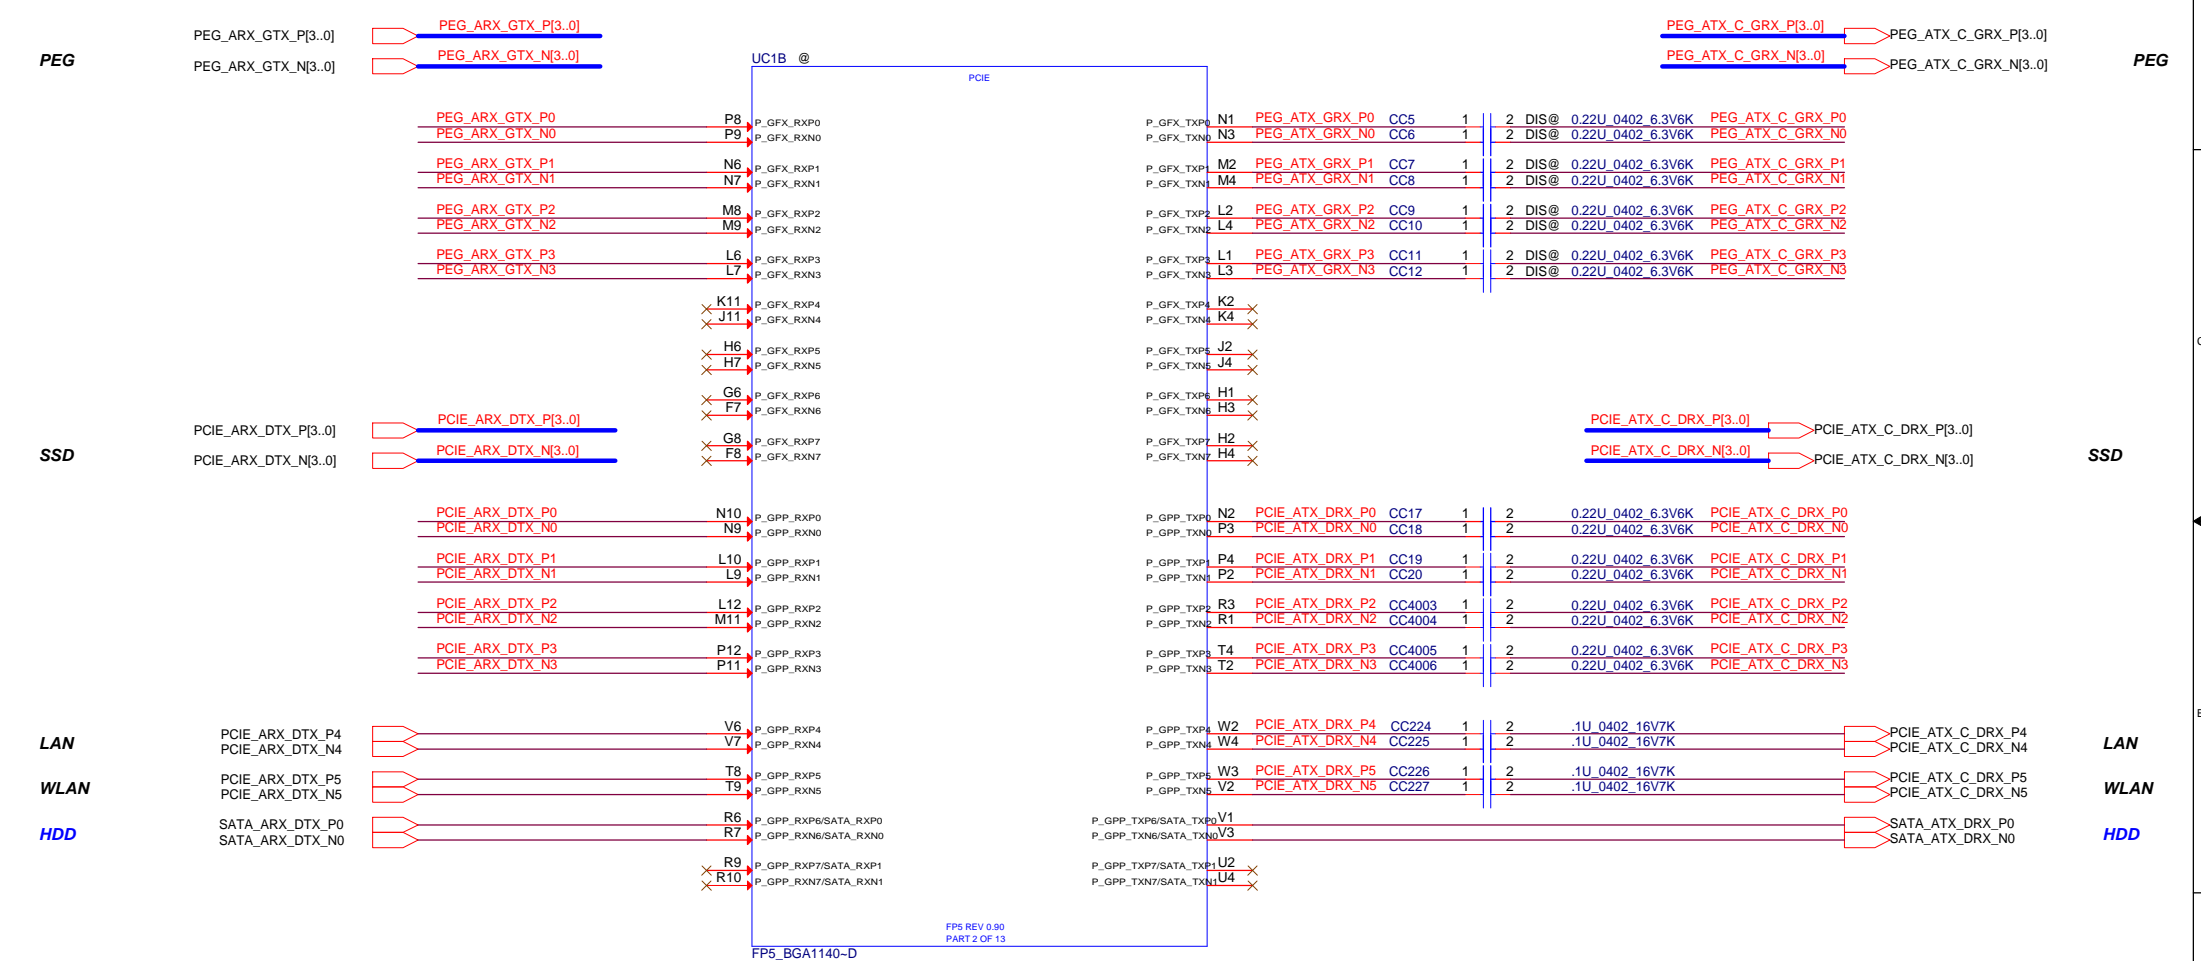 PEG_ARX_GTX_P[3..0] PEG_ARX_GTX_P[3..0] PEG_ATX_C_GRX_P[3..0] PEG_ATX_C_GRX_P[3..0]
PEG PEG_ARX_GTX_N[3..0] PEG_ARX_GTX_N[3..0] PEG_ATX_C_GRX_N[3..0] PEG_ATX_C_GRX_N[3..0] PEG
UC1B @
PCIE
PEG_ARX_GTX_P0 P8 P_GFX_RXP0 P_GFX_TXP0 N1 PEG_ATX_GRX_P0 CC5 1 2 DIS@ 0.22U_0402_6.3V6K PEG_ATX_C_GRX_P0
PEG_ARX_GTX_N0 P9 P_GFX_RXN0 P_GFX_TXN0 N3 PEG_ATX_GRX_N0 CC6 1 2 DIS@ 0.22U_0402_6.3V6K PEG_ATX_C_GRX_N0
PEG_ARX_GTX_P1 N6 P_GFX_RXP1 P_GFX_TXP1 M2 PEG_ATX_GRX_P1 CC7 1 2 DIS@ 0.22U_0402_6.3V6K PEG_ATX_C_GRX_P1
PEG_ARX_GTX_N1 N7 P_GFX_RXN1 P_GFX_TXN1 M4 PEG_ATX_GRX_N1 CC8 1 2 DIS@ 0.22U_0402_6.3V6K PEG_ATX_C_GRX_N1
PEG_ARX_GTX_P2 M8 P_GFX_RXP2 P_GFX_TXP2 L2 PEG_ATX_GRX_P2 CC9 1 2 DIS@ 0.22U_0402_6.3V6K PEG_ATX_C_GRX_P2
PEG_ARX_GTX_N2 M9 P_GFX_RXN2 P_GFX_TXN2 L4 PEG_ATX_GRX_N2 CC10 1 2 DIS@ 0.22U_0402_6.3V6K PEG_ATX_C_GRX_N2
PEG_ARX_GTX_P3 L6 P_GFX_RXP3 P_GFX_TXP3 L1 PEG_ATX_GRX_P3 CC11 1 2 DIS@ 0.22U_0402_6.3V6K PEG_ATX_C_GRX_P3
PEG_ARX_GTX_N3 L7 P_GFX_RXN3 P_GFX_TXN3 L3 PEG_ATX_GRX_N3 CC12 1 2 DIS@ 0.22U_0402_6.3V6K PEG_ATX_C_GRX_N3
K11 P_GFX_RXP4 P_GFX_TXP4 K2
J11 P_GFX_RXN4 P_GFX_TXN4 K4
H6 P_GFX_RXP5 P_GFX_TXP5 J2
H7 P_GFX_RXN5 P_GFX_TXN5 J4
G6 P_GFX_RXP6 P_GFX_TXP6 H1
F7 P_GFX_RXN6 P_GFX_TXN6 H3
PCIE_ARX_DTX_P[3..0] PCIE_ARX_DTX_P[3..0] PCIE_ATX_C_DRX_P[3..0] PCIE_ATX_C_DRX_P[3..0]
G8 P_GFX_RXP7 P_GFX_TXP7 H2
SSD PCIE_ARX_DTX_N[3..0] PCIE_ARX_DTX_N[3..0] F8 P_GFX_RXN7 P_GFX_TXN7 H4 PCIE_ATX_C_DRX_N[3..0] PCIE_ATX_C_DRX_N[3..0] SSD
PCIE_ARX_DTX_P0 N10 P_GPP_RXP0 P_GPP_TXP0 N2 PCIE_ATX_DRX_P0 CC17 1 2 0.22U_0402_6.3V6K PCIE_ATX_C_DRX_P0
PCIE_ARX_DTX_N0 N9 P_GPP_RXN0 P_GPP_TXN0 P3 PCIE_ATX_DRX_N0 CC18 1 2 0.22U_0402_6.3V6K PCIE_ATX_C_DRX_N0
PCIE_ARX_DTX_P1 L10 P_GPP_RXP1 P_GPP_TXP1 P4 PCIE_ATX_DRX_P1 CC19 1 2 0.22U_0402_6.3V6K PCIE_ATX_C_DRX_P1
PCIE_ARX_DTX_N1 L9 P_GPP_RXN1 P_GPP_TXN1 P2 PCIE_ATX_DRX_N1 CC20 1 2 0.22U_0402_6.3V6K PCIE_ATX_C_DRX_N1
PCIE_ARX_DTX_P2 L12 P_GPP_RXP2 P_GPP_TXP2 R3 PCIE_ATX_DRX_P2 CC4003 1 2 0.22U_0402_6.3V6K PCIE_ATX_C_DRX_P2
PCIE_ARX_DTX_N2 M11 P_GPP_RXN2 P_GPP_TXN2 R1 PCIE_ATX_DRX_N2 CC4004 1 2 0.22U_0402_6.3V6K PCIE_ATX_C_DRX_N2
PCIE_ARX_DTX_P3 P12 P_GPP_RXP3 P_GPP_TXP3 T4 PCIE_ATX_DRX_P3 CC4005 1 2 0.22U_0402_6.3V6K PCIE_ATX_C_DRX_P3
PCIE_ARX_DTX_N3 P11 P_GPP_RXN3 P_GPP_TXN3 T2 PCIE_ATX_DRX_N3 CC4006 1 2 0.22U_0402_6.3V6K PCIE_ATX_C_DRX_N3
PCIE_ARX_DTX_P4 V6 P_GPP_RXP4 P_GPP_TXP4 W2 PCIE_ATX_DRX_P4 CC224 1 2 .1U_0402_16V7K PCIE_ATX_C_DRX_P4
LAN PCIE_ARX_DTX_N4 V7 P_GPP_RXN4 P_GPP_TXN4 W4 PCIE_ATX_DRX_N4 CC225 1 2 .1U_0402_16V7K PCIE_ATX_C_DRX_N4 LAN
PCIE_ARX_DTX_P5 T8 P_GPP_RXP5 P_GPP_TXP5 W3 PCIE_ATX_DRX_P5 CC226 1 2 .1U_0402_16V7K PCIE_ATX_C_DRX_P5
WLAN PCIE_ARX_DTX_N5 T9 P_GPP_RXN5 P_GPP_TXN5 V2 PCIE_ATX_DRX_N5 CC227 1 2 .1U_0402_16V7K PCIE_ATX_C_DRX_N5 WLAN
SATA_ARX_DTX_P0 R6 P_GPP_RXP6/SATA_RXP0 P_GPP_TXP6/SATA_TXP0 V1 SATA_ATX_DRX_P0
HDD SATA_ARX_DTX_N0 R7 P_GPP_RXN6/SATA_RXN0 P_GPP_TXN6/SATA_TXN0 V3 SATA_ATX_DRX_N0 HDD
R9 P_GPP_RXP7/SATA_RXP1 P_GPP_TXP7/SATA_TXP1 U2
R10 P_GPP_RXN7/SATA_RXN1 P_GPP_TXN7/SATA_TXN1 U4
FP5 REV 0.90
PART 2 OF 13
FP5_BGA1140~D